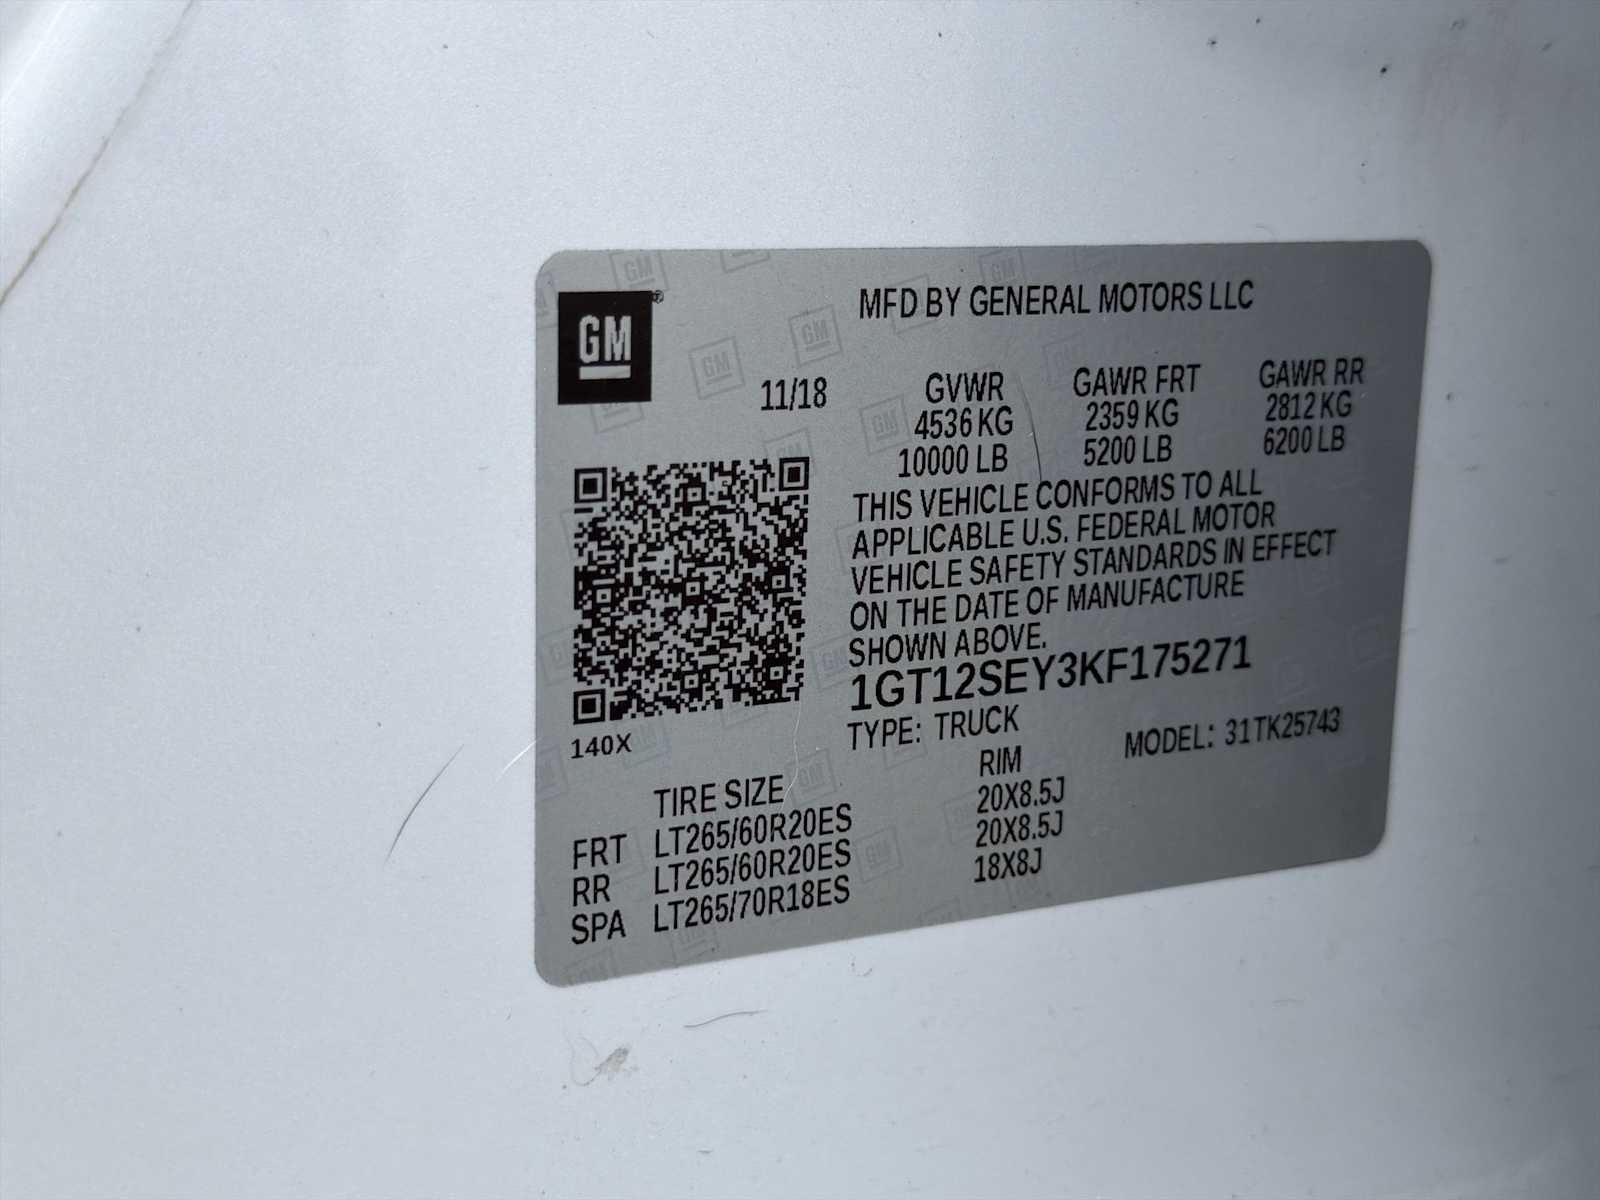 GM®
MFD BY GENERAL MOTORS LLC
11/18
GVWR GAWR FRT GAWR RR
4536 KG 2359 KG 2812 KG
10000 LB 5200 LB 6200 LB
THIS VEHICLE CONFORMS TO ALL
APPLICABLE U.S. FEDERAL MOTOR
VEHICLE SAFETY STANDARDS IN EFFECT
ON THE DATE OF MANUFACTURE
SHOWN ABOVE.
1GT12SEY3KF175271
TYPE: TRUCK MODEL: 31TK25743
140X
TIRE SIZE RIM
FRT LT265/60R20ES 20X8.5J
RR LT265/60R20ES 20X8.5J
SPA LT265/70R18ES 18X8J